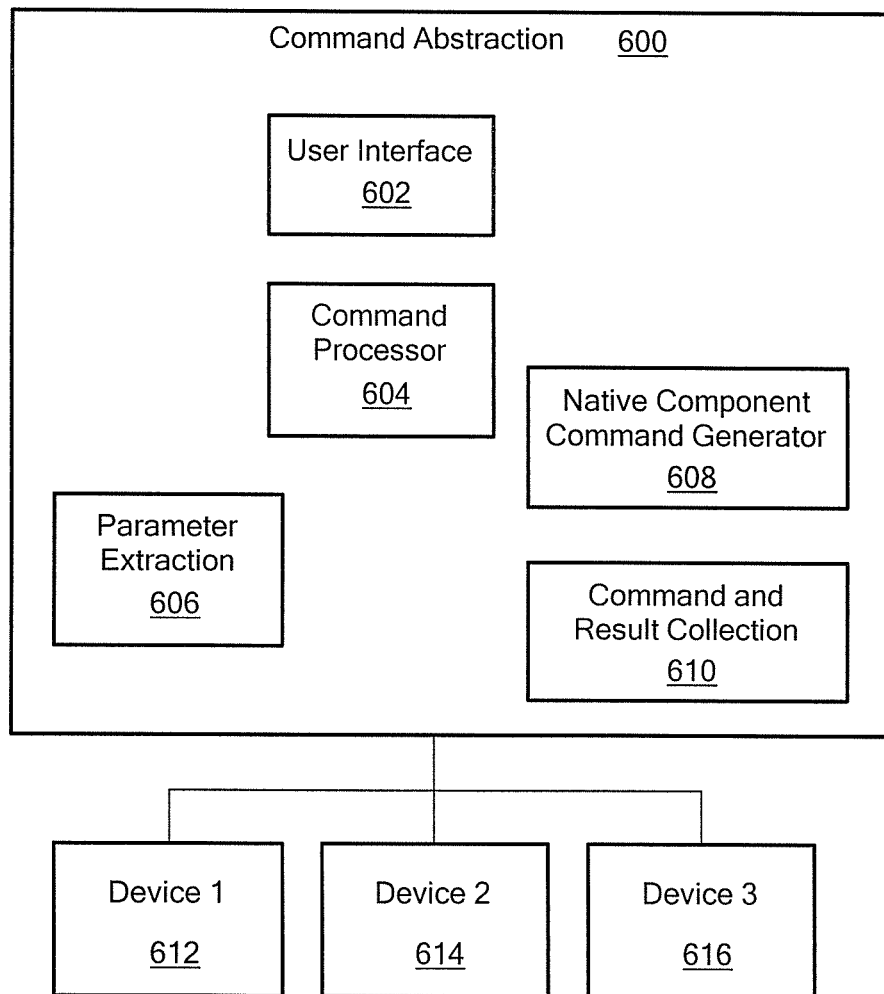 Command Abstraction 600
User Interface
602
Command
Processor
604
Native Component
Command Generator
608
Parameter
Extraction
606
Command and
Result Collection
610
Device 1
612
Device 2
614
Device 3
616